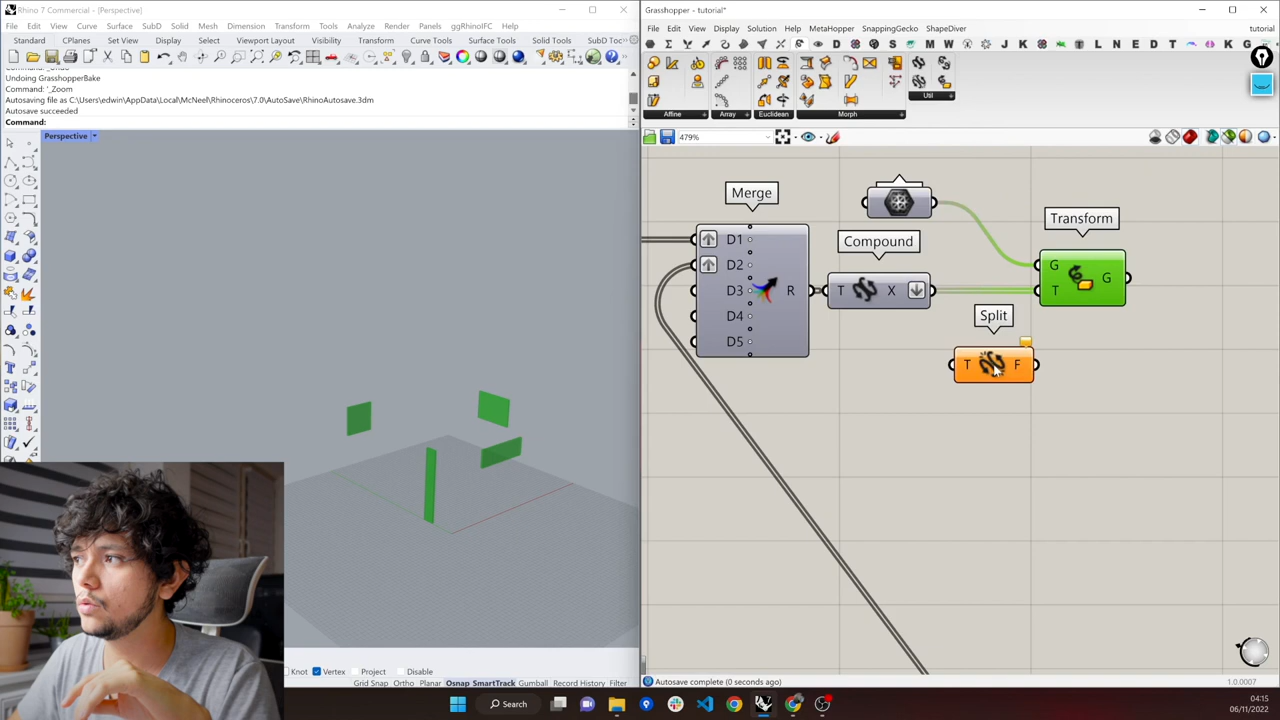 Rhino 7 Commercial - [Perspective]
File Edit View Curve Surface SubD Solid Mesh Dimension Transform Tools Analyze Render Panels ggRhinoIFC Help
Standard CPlanes Set View Display Select Viewport Layout Visibility Transform Curve Tools Surface Tools Solid Tools SubD Toc
Undoing GrasshopperBake
Command: '_Zoom
Autosaving file as C:\Users\edwin\AppData\Local\McNeel\Rhinoceros\7.0\AutoSave\RhinoAutosave.3dm
Autosave succeeded
Command:
Perspective
Knot Vertex Project Disable
Grid Snap Ortho Planar Osnap SmartTrack Gumball Record History Filter
Grasshopper - tutorial*
File Edit View Display Solution Help MetaHopper SnappingGecko ShapeDiver tutorial
Affine Array Euclidean Morph Util
479%
Merge
D1
D2
D3 R
D4
D5
Compound
T X
Transform
G
T G
Split
T F
Autosave complete (0 seconds ago) 1.0.0007
Search
04:15
06/11/2022